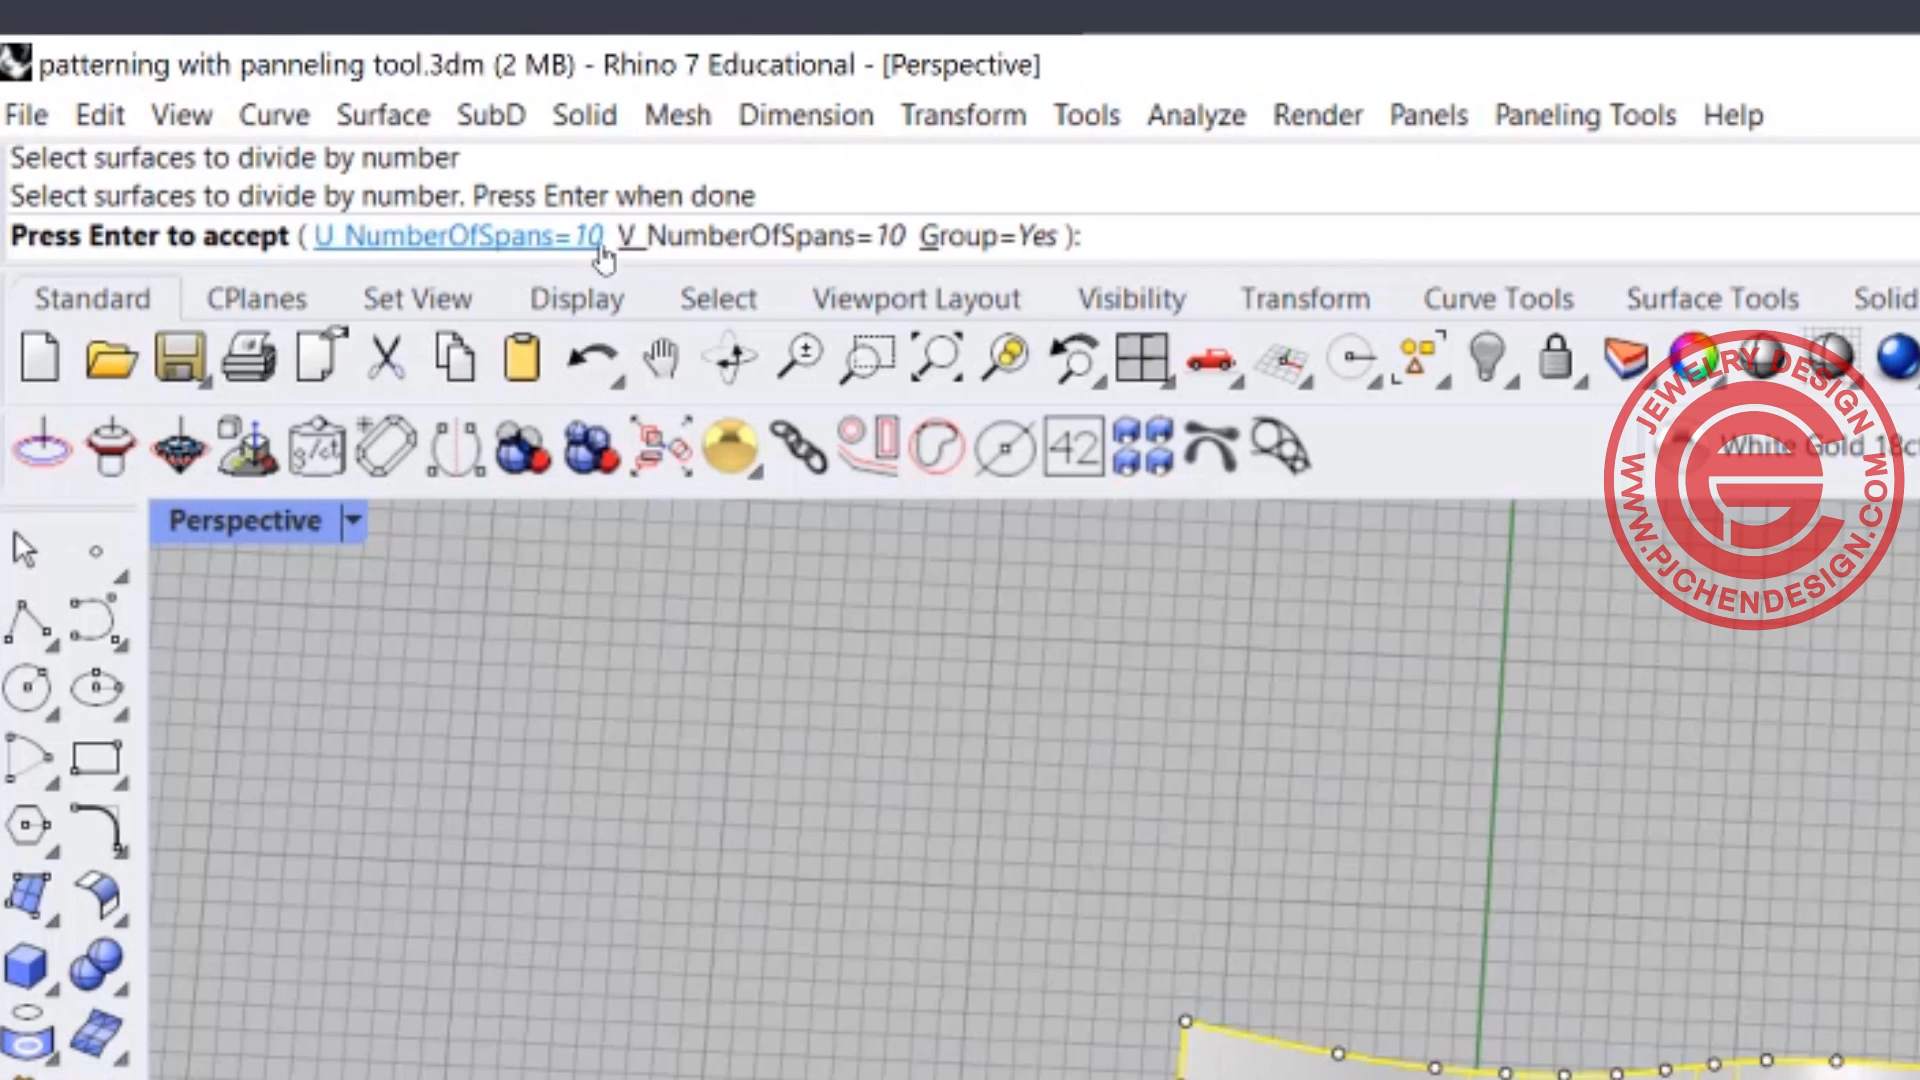 patterning with panneling tool.3dm (2 MB) - Rhino 7 Educational - [Perspective]
File Edit View Curve Surface SubD Solid Mesh Dimension Transform Tools Analyze Render Panels Paneling Tools Help
Select surfaces to divide by number
Select surfaces to divide by number. Press Enter when done
Press Enter to accept ( U_NumberOfSpans=10 V_NumberOfSpans=10 Group=Yes ):
Standard CPlanes Set View Display Select Viewport Layout Visibility Transform Curve Tools Surface Tools Solid
$/ct
42
White Gold 18c
JEWELRY DESIGN
WWW.PJCHENDESIGN.COM
Perspective